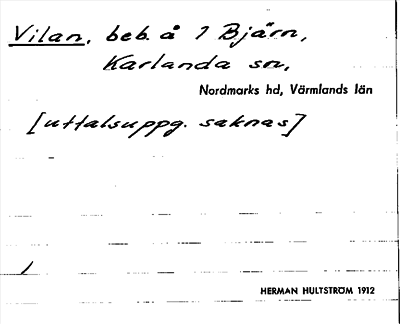 Vilan, beb. å 1 Bjärn,
Karlanda sn,
Nordmarks hd, Värmlands län
[uttalsuppg. saknas]
HERMAN HULTSTRÖM 1912